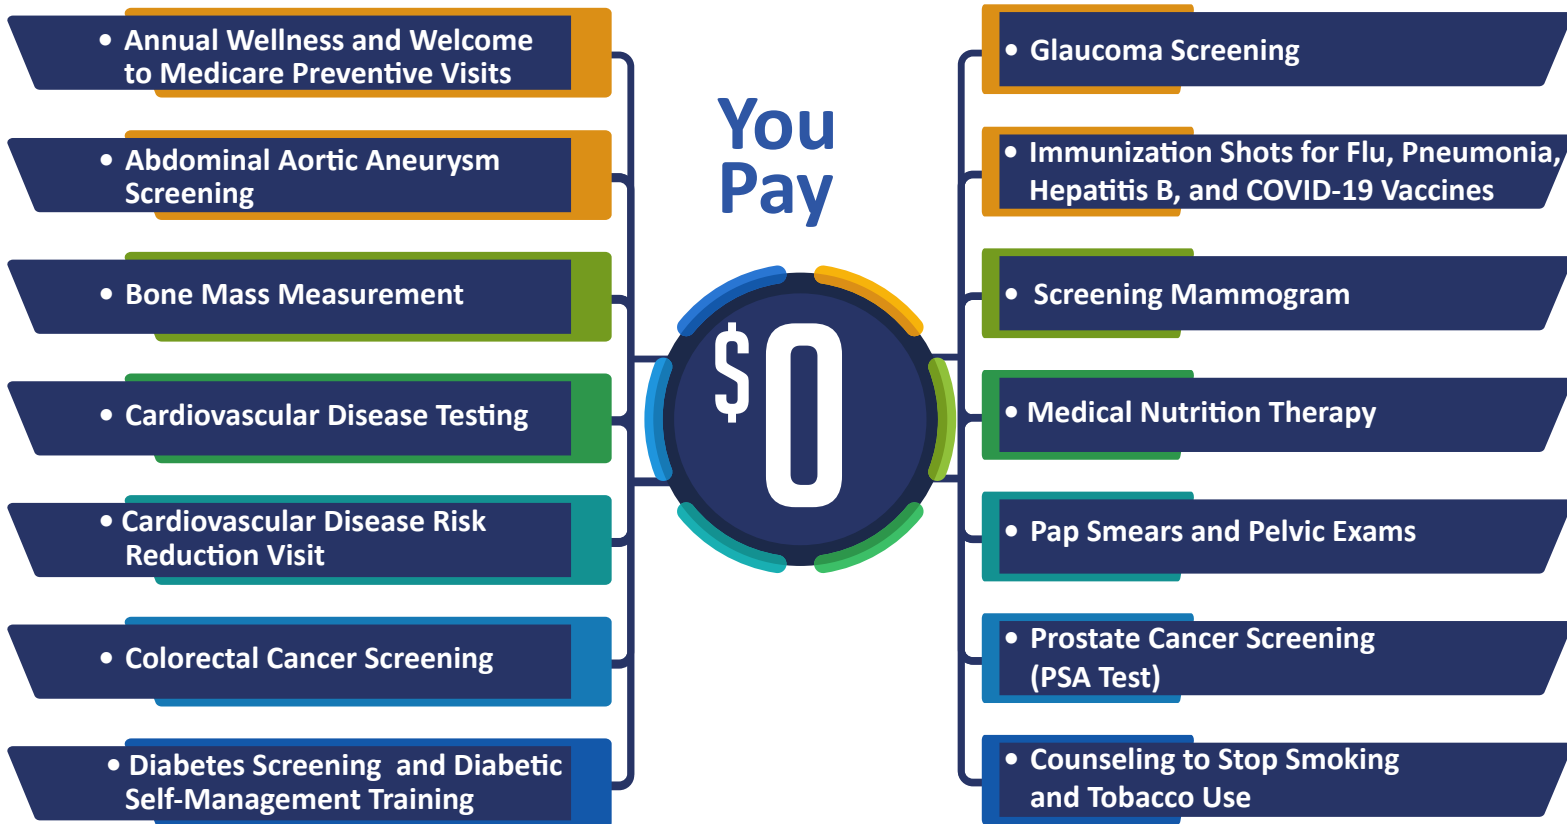 • Annual Wellness and Welcome
to Medicare Preventive Visits
• Abdominal Aortic Aneurysm
Screening
• Bone Mass Measurement
• Cardiovascular Disease Testing
• Cardiovascular Disease Risk
Reduction Visit
• Colorectal Cancer Screening
• Diabetes Screening and Diabetic
Self-Management Training
You
Pay
$0
• Glaucoma Screening
• Immunization Shots for Flu, Pneumonia,
Hepatitis B, and COVID-19 Vaccines
• Screening Mammogram
• Medical Nutrition Therapy
• Pap Smears and Pelvic Exams
• Prostate Cancer Screening
(PSA Test)
• Counseling to Stop Smoking
and Tobacco Use